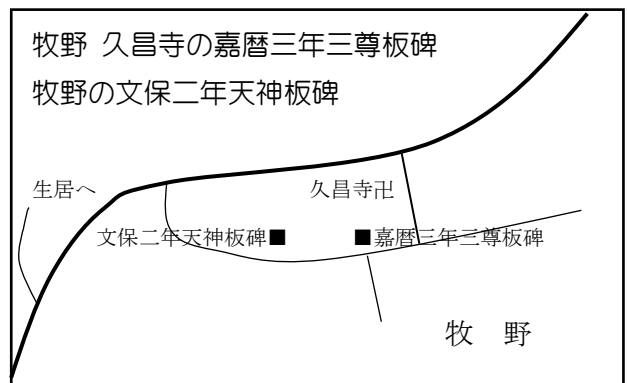 牧野 久昌寺の嘉暦三年三尊板碑
牧野の文保二年天神板碑
生居へ
久昌寺卍
文保二年天神板碑■
■嘉暦三年三尊板碑
牧 野